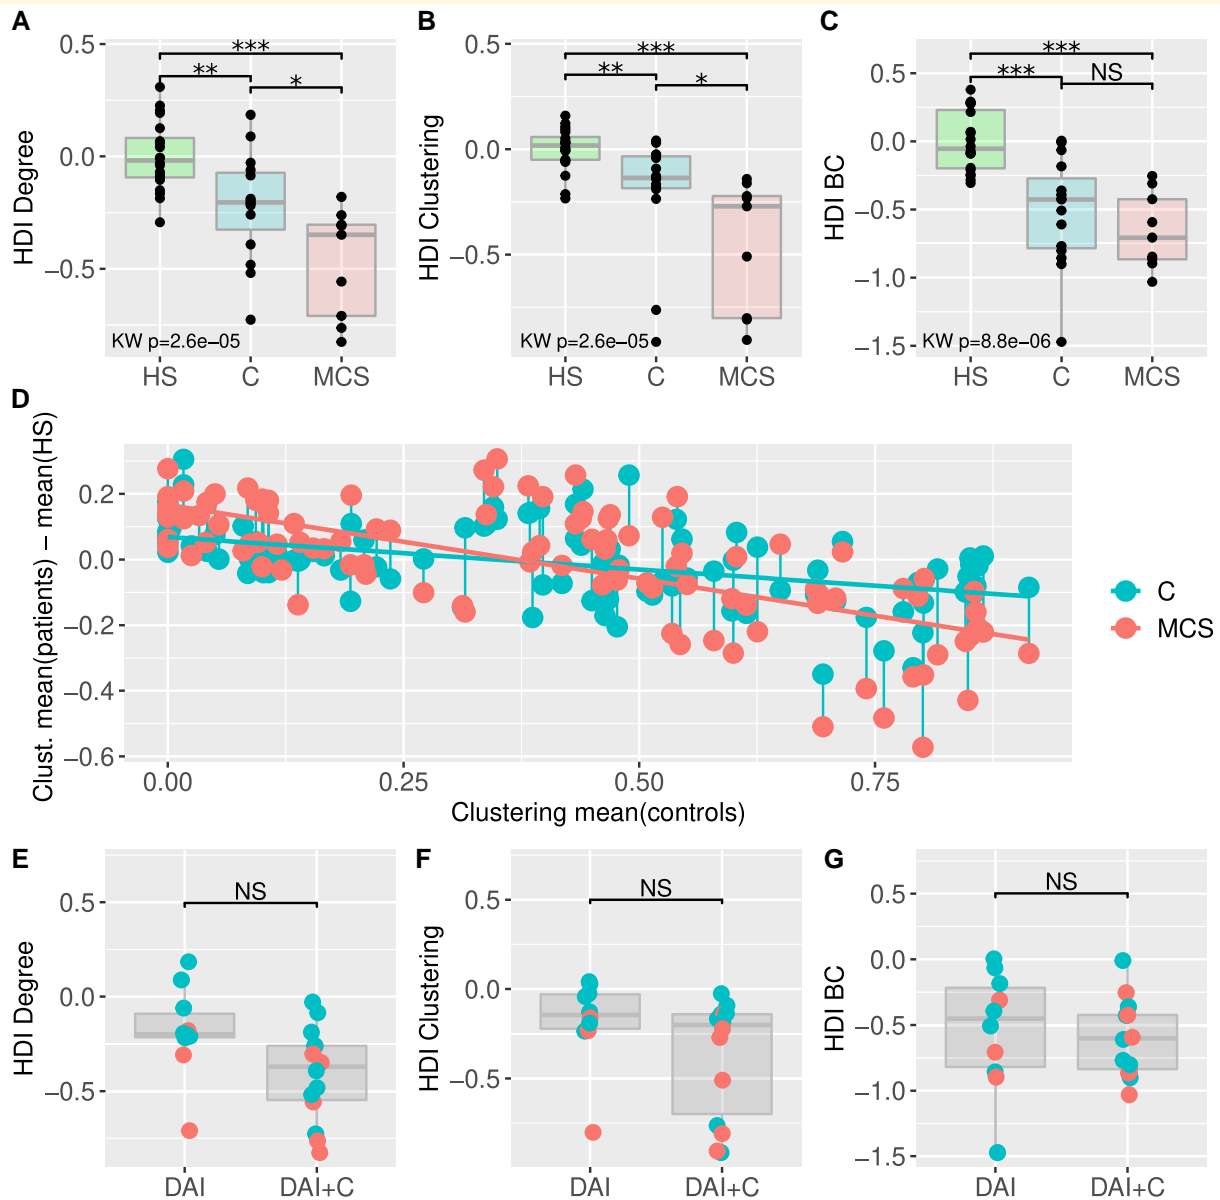 A
HDI Degree
0.5
0.0
−0.5
***
**
*
KW p=2.6e−05
HS C MCS
B
HDI Clustering
0.5
0.0
−0.5
***
**
*
KW p=2.6e−05
HS C MCS
C
HDI BC
0.5
0.0
−0.5
−1.0
−1.5
***
***
NS
KW p=8.8e−06
HS C MCS
D
Clust. mean(patients) − mean(HS)
0.2
0.0
−0.2
−0.4
−0.6
0.00 0.25 0.50 0.75
Clustering mean(controls)
C
MCS
E
HDI Degree
0.5
0.0
−0.5
NS
DAI DAI+C
F
HDI Clustering
0.5
0.0
−0.5
NS
DAI DAI+C
G
HDI BC
0.5
0.0
−0.5
−1.0
−1.5
NS
DAI DAI+C